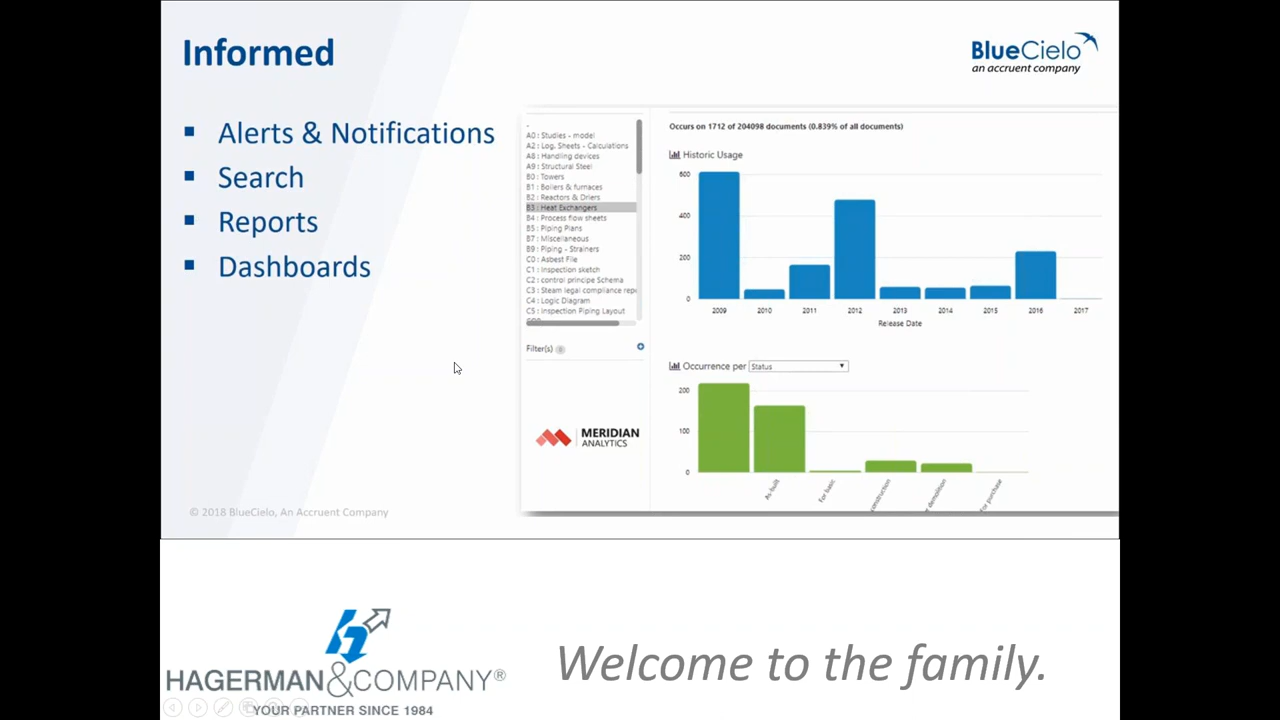 Informed
BlueCielo
an accruent company
Alerts & Notifications
Search
Reports
Dashboards
A0 : Studies - model
A2 : Log. Sheets - Calculations
A8 : Handling devices
A9 : Structural Steel
B0 : Towers
B1 : Boilers & furnaces
B2 : Reactors & Driers
B3 : Heat Exchangers
B4 : Process flow sheets
B5 : Piping Plans
B7 : Miscellaneous
B9 : Piping - Strainers
C0 : Asbest File
C1 : Inspection sketch
C2 : control principe Schema
C3 : Steam legal compliance repo
C4 : Logic Diagram
C5 : Inspection Piping Layout
Filter(s) 0
MERIDIAN
ANALYTICS
Occurs on 1712 of 204098 documents (0.839% of all documents)
Historic Usage
600
400
200
0
2009 2010 2011 2012 2013 2014 2015 2016 2017
Release Date
Occurrence per Status
200
100
0
As-built For basic construction demolition for purchase
© 2018 BlueCielo, An Accruent Company
HAGERMAN&COMPANY®
YOUR PARTNER SINCE 1984
Welcome to the family.